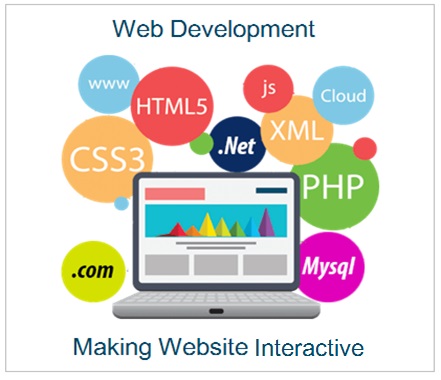 Web Development
www
HTML5
js
Cloud
CSS3
.Net
XML
PHP
.com
Mysql
Making Website Interactive